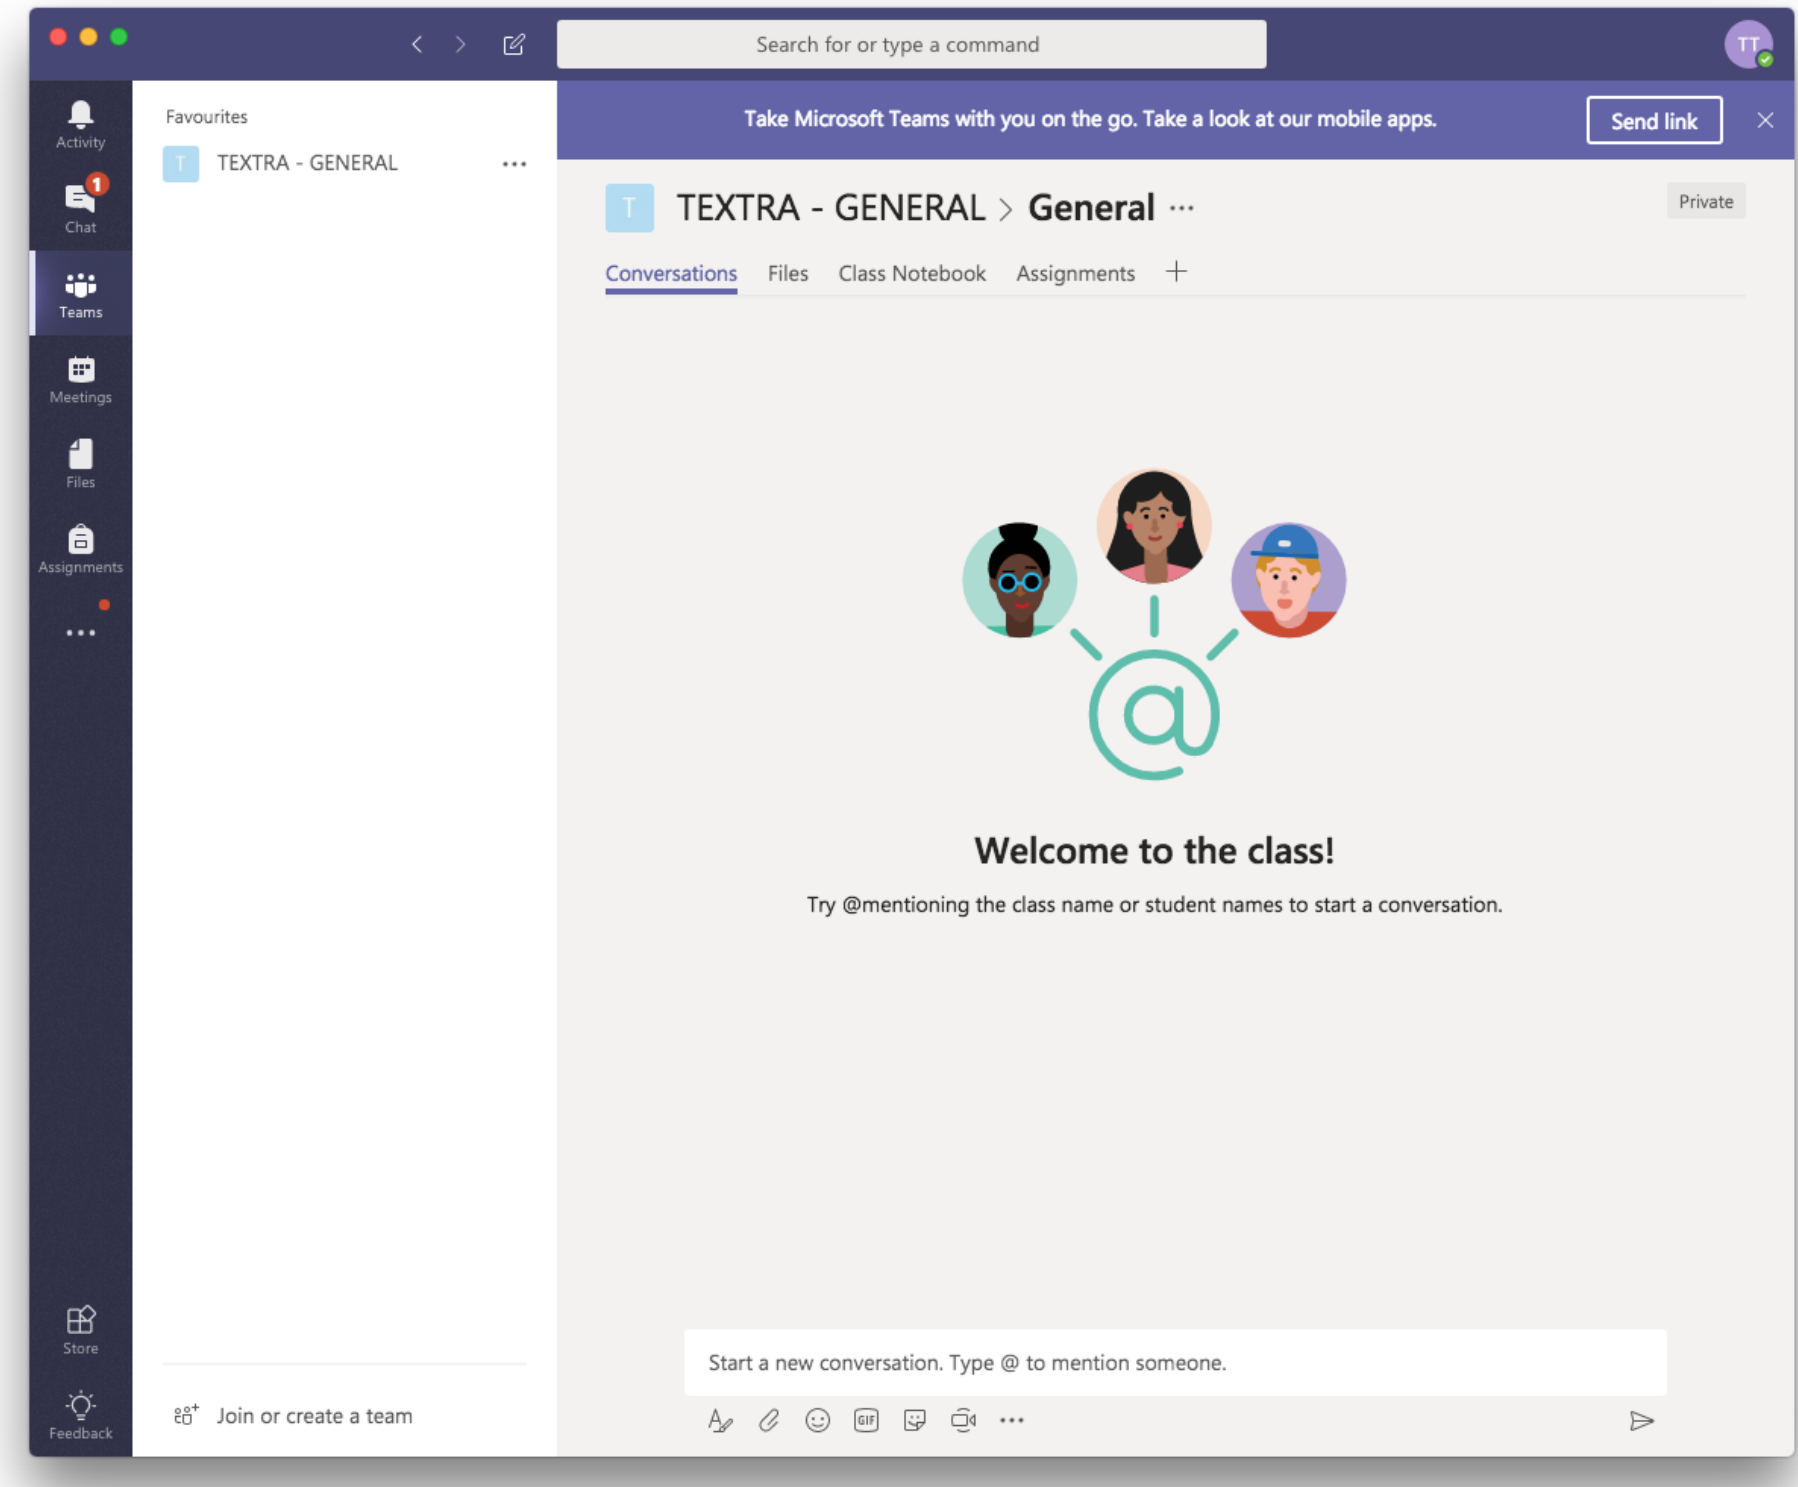 Search for or type a command
TT
Activity
1
Chat
Teams
Meetings
Files
Assignments
Store
Feedback
Favourites
T TEXTRA - GENERAL
Join or create a team
Take Microsoft Teams with you on the go. Take a look at our mobile apps.
Send link
T TEXTRA - GENERAL > General
Private
Conversations Files Class Notebook Assignments +
@
Welcome to the class!
Try @mentioning the class name or student names to start a conversation.
Start a new conversation. Type @ to mention someone.
GIF